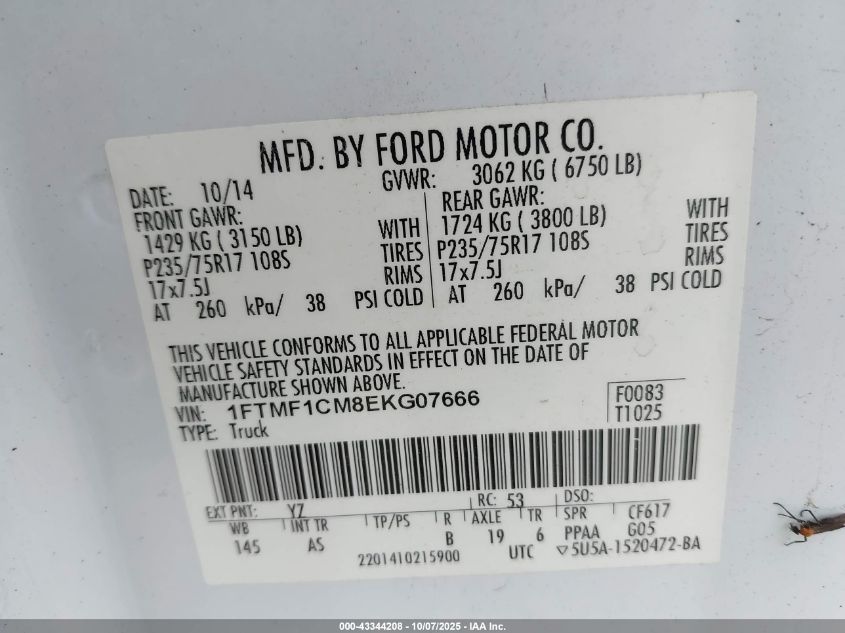 MFD. BY FORD MOTOR CO.
DATE: 10/14 GVWR: 3062 KG ( 6750 LB)
FRONT GAWR: REAR GAWR:
1429 KG ( 3150 LB) WITH 1724 KG ( 3800 LB) WITH
P235/75R17 108S TIRES P235/75R17 108S TIRES
17x7.5J RIMS 17x7.5J RIMS
AT 260 kPa/ 38 PSI COLD AT 260 kPa/ 38 PSI COLD
THIS VEHICLE CONFORMS TO ALL APPLICABLE FEDERAL MOTOR
VEHICLE SAFETY STANDARDS IN EFFECT ON THE DATE OF
MANUFACTURE SHOWN ABOVE.
VIN: 1FTMF1CM8EKG07666 F0083
TYPE: Truck T1025
EXT PNT: YZ RC: 53 DSO:
WB INT TR TP/PS R AXLE TR SPR CF617
145 AS B 19 6 PPAA G05
2201410215900 UTC ▽5U5A-1520472-BA
000-43344208 - 10/07/2025 - IAA Inc.